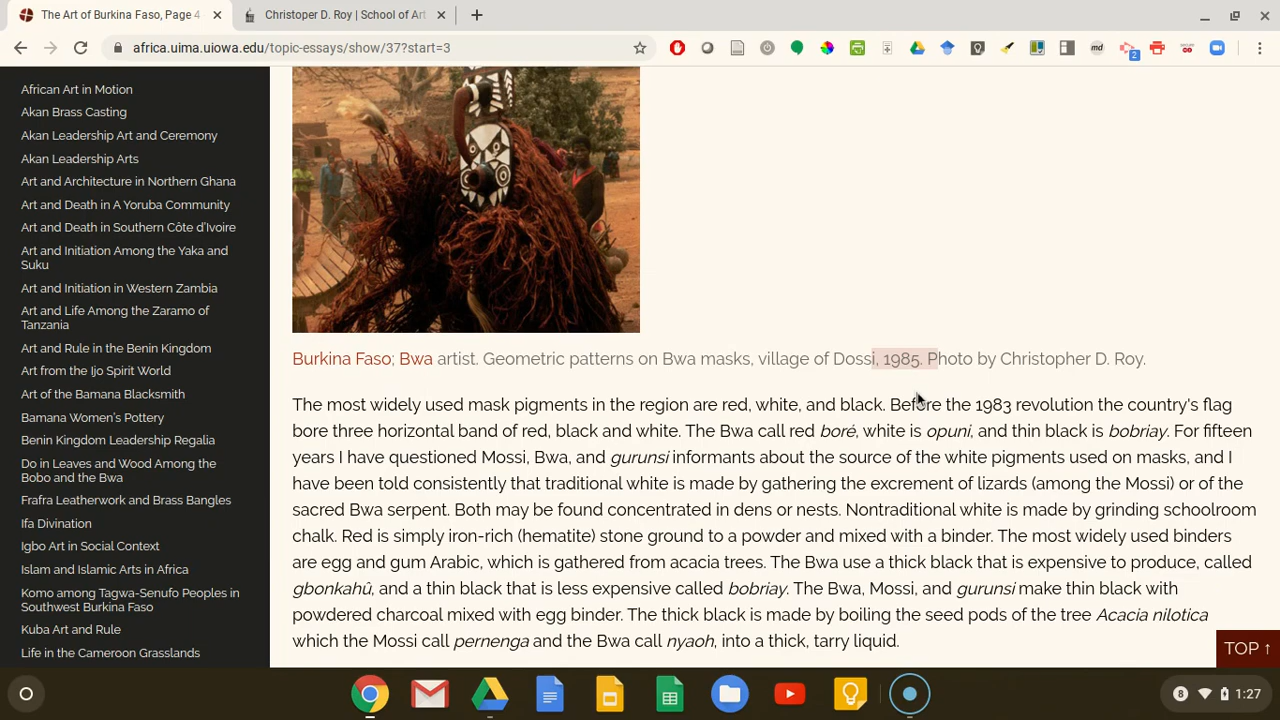 The Art of Burkina Faso, Page 4
Christoper D. Roy | School of Art
africa.uima.uiowa.edu/topic-essays/show/37?start=3
md
2
African Art in Motion
Akan Brass Casting
Akan Leadership Art and Ceremony
Akan Leadership Arts
Art and Architecture in Northern Ghana
Art and Death in A Yoruba Community
Art and Death in Southern Côte d'Ivoire
Art and Initiation Among the Yaka and
Suku
Art and Initiation in Western Zambia
Art and Life Among the Zaramo of
Tanzania
Art and Rule in the Benin Kingdom
Art from the Ijo Spirit World
Art of the Bamana Blacksmith
Bamana Women's Pottery
Benin Kingdom Leadership Regalia
Do in Leaves and Wood Among the
Bobo and the Bwa
Frafra Leatherwork and Brass Bangles
Ifa Divination
Igbo Art in Social Context
Islam and Islamic Arts in Africa
Komo among Tagwa-Senufo Peoples in
Southwest Burkina Faso
Kuba Art and Rule
Life in the Cameroon Grasslands
Burkina Faso; Bwa artist. Geometric patterns on Bwa masks, village of Dossi, 1985. Photo by Christopher D. Roy.
The most widely used mask pigments in the region are red, white, and black. Before the 1983 revolution the country's flag
bore three horizontal band of red, black and white. The Bwa call red boré, white is opuni, and thin black is bobriay. For fifteen
years I have questioned Mossi, Bwa, and gurunsi informants about the source of the white pigments used on masks, and I
have been told consistently that traditional white is made by gathering the excrement of lizards (among the Mossi) or of the
sacred Bwa serpent. Both may be found concentrated in dens or nests. Nontraditional white is made by grinding schoolroom
chalk. Red is simply iron-rich (hematite) stone ground to a powder and mixed with a binder. The most widely used binders
are egg and gum Arabic, which is gathered from acacia trees. The Bwa use a thick black that is expensive to produce, called
gbonkahû, and a thin black that is less expensive called bobriay. The Bwa, Mossi, and gurunsi make thin black with
powdered charcoal mixed with egg binder. The thick black is made by boiling the seed pods of the tree Acacia nilotica
which the Mossi call pernenga and the Bwa call nyaoh, into a thick, tarry liquid.
TOP ↑
8
1:27